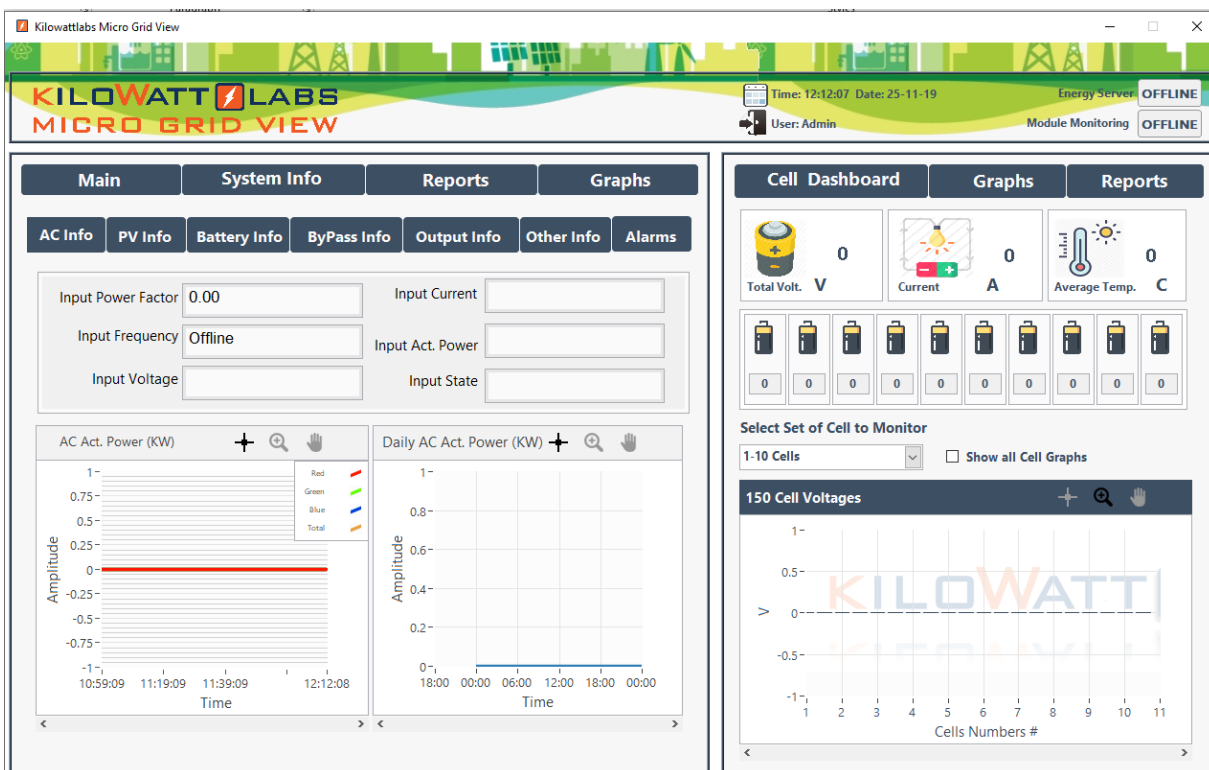 Kilowattlabs Micro Grid View
KILOWATT LABS
MICRO GRID VIEW
Time: 12:12:07 Date: 25-11-19
User: Admin
Energy Server OFFLINE
Module Monitoring OFFLINE
Main System Info Reports Graphs
AC Info PV Info Battery Info ByPass Info Output Info Other Info Alarms
Input Power Factor 0.00
Input Frequency Offline
Input Voltage
Input Current
Input Act. Power
Input State
AC Act. Power (KW)
Red
Green
Blue
Total
1
0.75
0.5
0.25
0
-0.25
-0.5
-0.75
-1
Amplitude
10:59:09 11:19:09 11:39:09 12:12:08
Time
Daily AC Act. Power (KW)
1
0.8
0.6
0.4
0.2
0
Amplitude
18:00 00:00 06:00 12:00 18:00 00:00
Time
Cell Dashboard Graphs Reports
0
Total Volt. V
0
Current A
0
Average Temp. C
0 0 0 0 0 0 0 0 0 0
Select Set of Cell to Monitor
1-10 Cells
Show all Cell Graphs
150 Cell Voltages
KILOWATT
1
0.5
0
-0.5
-1
V
1 2 3 4 5 6 7 8 9 10 11
Cells Numbers #